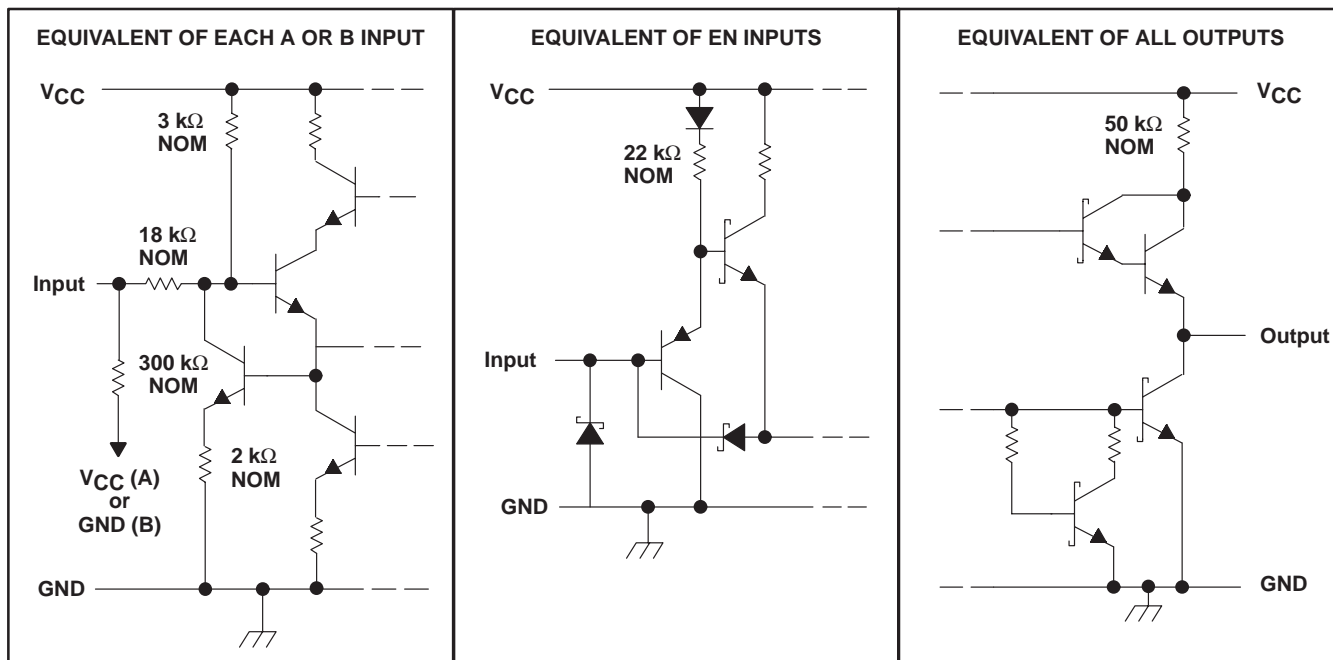 EQUIVALENT OF EACH A OR B INPUT
VCC
3 kΩ
NOM
18 kΩ
NOM
Input
300 kΩ
NOM
2 kΩ
NOM
VCC (A)
or
GND (B)
GND
EQUIVALENT OF EN INPUTS
VCC
22 kΩ
NOM
Input
GND
EQUIVALENT OF ALL OUTPUTS
VCC
50 kΩ
NOM
Output
GND